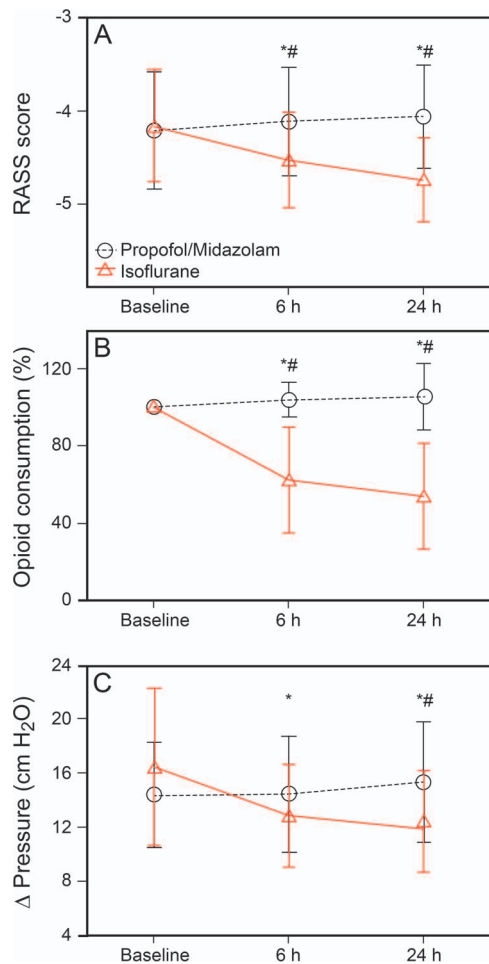 -3
A
*#
*#
-4
-5
RASS score
Propofol/Midazolam
Isoflurane
Baseline
6 h
24 h
B
*#
*#
120
80
40
0
Opioid consumption (%)
Baseline
6 h
24 h
24
C
*
*#
20
16
12
8
4
Δ Pressure (cm H₂O)
Baseline
6 h
24 h